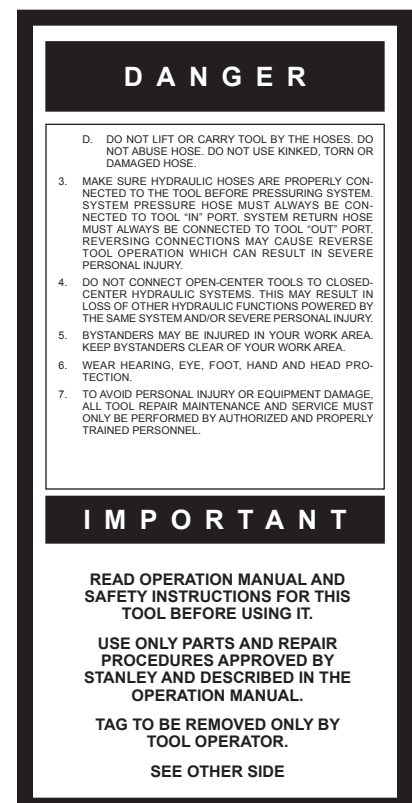 DANGER
D. DO NOT LIFT OR CARRY TOOL BY THE HOSES. DO
NOT ABUSE HOSE. DO NOT USE KINKED, TORN OR
DAMAGED HOSE.
3. MAKE SURE HYDRAULIC HOSES ARE PROPERLY CON-
NECTED TO THE TOOL BEFORE PRESSURING SYSTEM.
SYSTEM PRESSURE HOSE MUST ALWAYS BE CON-
NECTED TO TOOL “IN” PORT. SYSTEM RETURN HOSE
MUST ALWAYS BE CONNECTED TO TOOL “OUT” PORT.
REVERSING CONNECTIONS MAY CAUSE REVERSE
TOOL OPERATION WHICH CAN RESULT IN SEVERE
PERSONAL INJURY.
4. DO NOT CONNECT OPEN-CENTER TOOLS TO CLOSED-
CENTER HYDRAULIC SYSTEMS. THIS MAY RESULT IN
LOSS OF OTHER HYDRAULIC FUNCTIONS POWERED BY
THE SAME SYSTEM AND/OR SEVERE PERSONAL INJURY.
5. BYSTANDERS MAY BE INJURED IN YOUR WORK AREA.
KEEP BYSTANDERS CLEAR OF YOUR WORK AREA.
6. WEAR HEARING, EYE, FOOT, HAND AND HEAD PRO-
TECTION.
7. TO AVOID PERSONAL INJURY OR EQUIPMENT DAMAGE,
ALL TOOL REPAIR MAINTENANCE AND SERVICE MUST
ONLY BE PERFORMED BY AUTHORIZED AND PROPERLY
TRAINED PERSONNEL.
IMPORTANT
READ OPERATION MANUAL AND
SAFETY INSTRUCTIONS FOR THIS
TOOL BEFORE USING IT.
USE ONLY PARTS AND REPAIR
PROCEDURES APPROVED BY
STANLEY AND DESCRIBED IN THE
OPERATION MANUAL.
TAG TO BE REMOVED ONLY BY
TOOL OPERATOR.
SEE OTHER SIDE